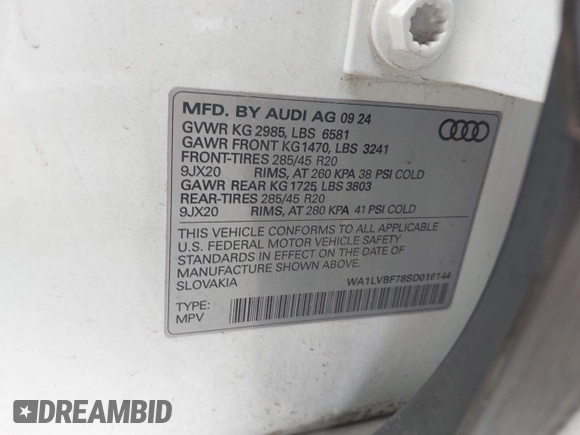 MFD. BY AUDI AG 09 24
GVWR KG 2985, LBS 6581
GAWR FRONT KG1470, LBS 3241
FRONT-TIRES 285/45 R20
9JX20 RIMS, AT 260 KPA 38 PSI COLD
GAWR REAR KG 1725, LBS 3803
REAR-TIRES 285/45 R20
9JX20 RIMS, AT 280 KPA 41 PSI COLD
THIS VEHICLE CONFORMS TO ALL APPLICABLE
U.S. FEDERAL MOTOR VEHICLE SAFETY
STANDARDS IN EFFECT ON THE DATE OF
MANUFACTURE SHOWN ABOVE.
SLOVAKIA WA1LVBF78SD016144
TYPE:
MPV
DREAMBID